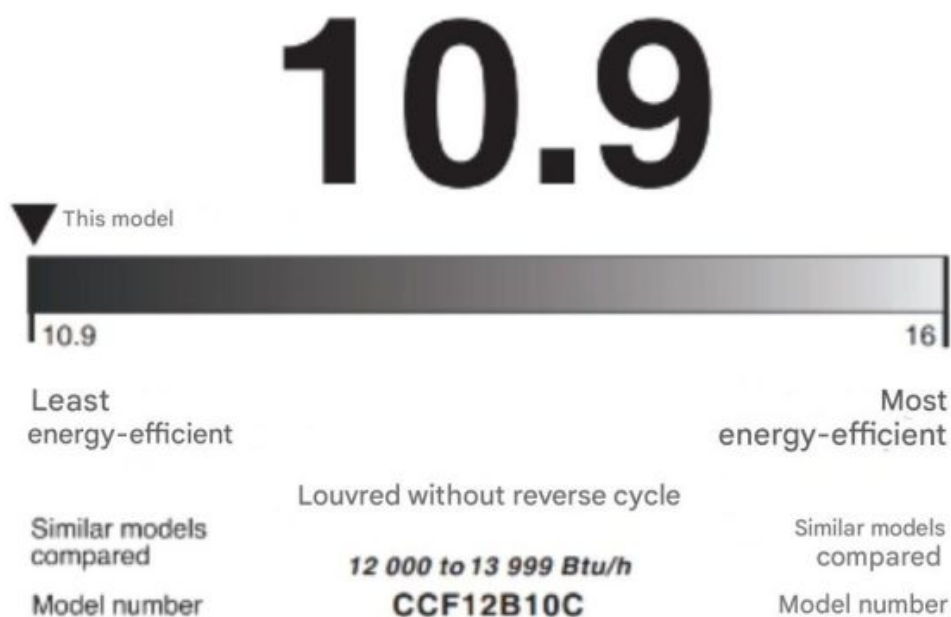 10.9
This model
10.9 16
Least Most
energy-efficient energy-efficient
Louvred without reverse cycle
Similar models Similar models
compared 12 000 to 13 999 Btu/h compared
Model number CCF12B10C Model number